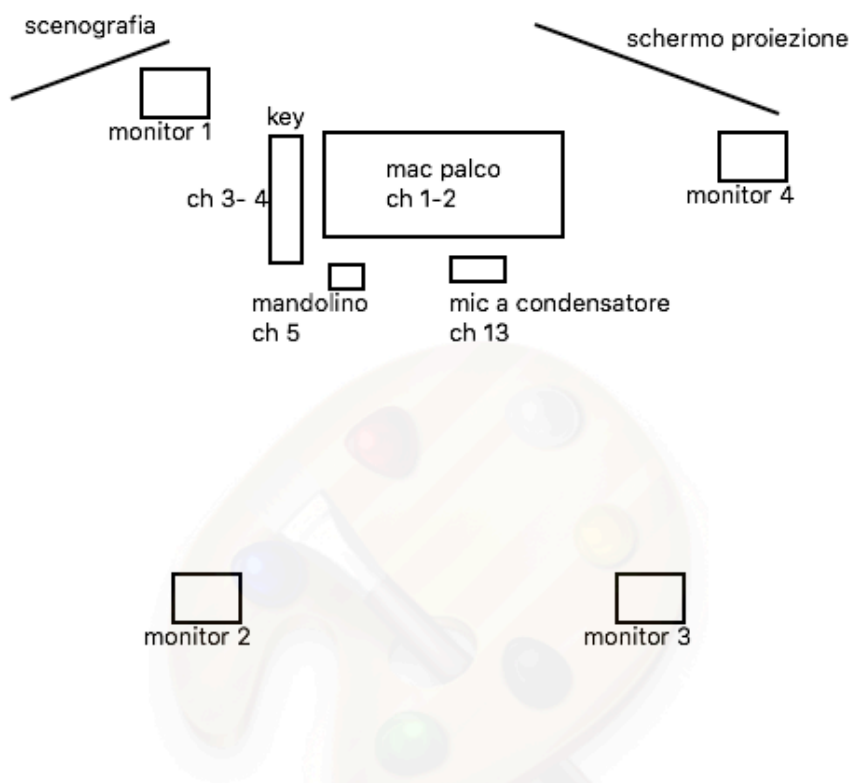 scenografia
schermo proiezione
monitor 1
key
mac palco
ch 1-2
ch 3- 4
monitor 4
mandolino
ch 5
mic a condensatore
ch 13
monitor 2
monitor 3